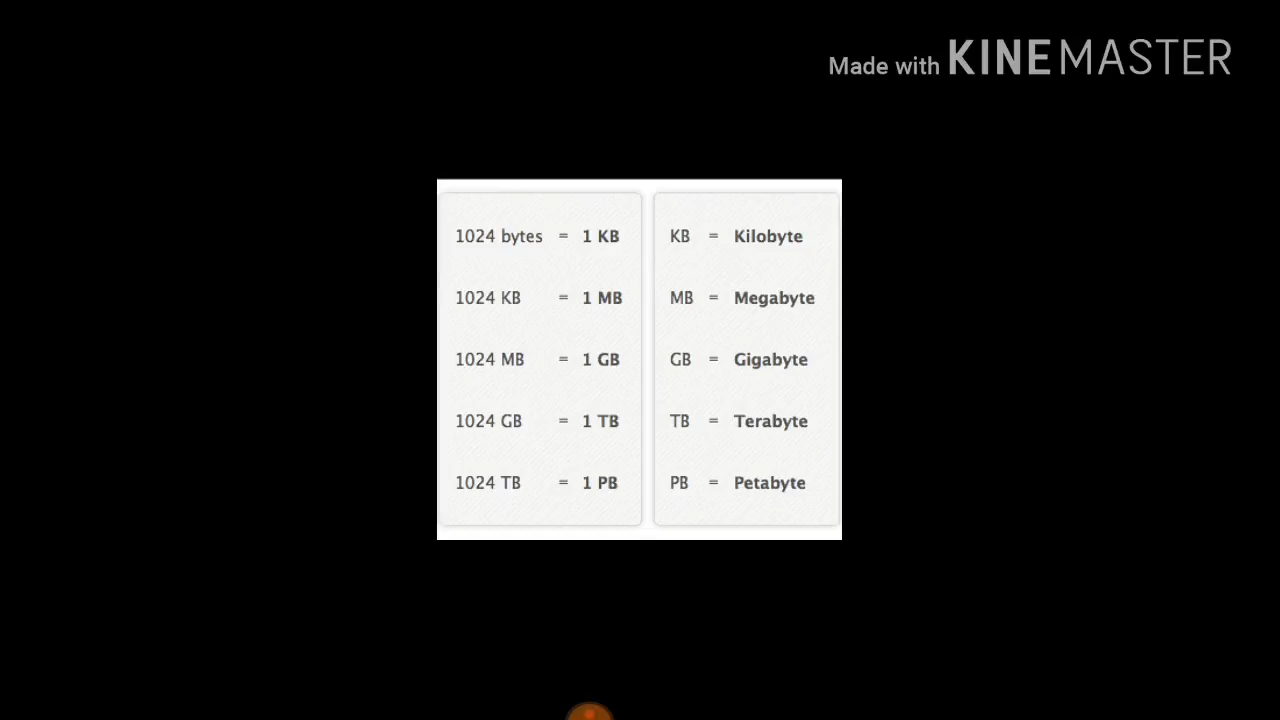 Made with KINEMASTER
1024 bytes = 1 KB
1024 KB = 1 MB
1024 MB = 1 GB
1024 GB = 1 TB
1024 TB = 1 PB
KB = Kilobyte
MB = Megabyte
GB = Gigabyte
TB = Terabyte
PB = Petabyte